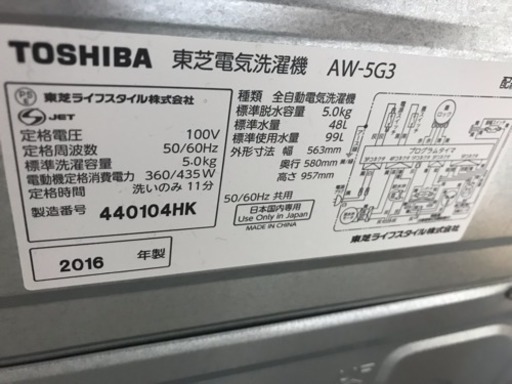 TOSHIBA 東芝電気洗濯機 AW-5G3
PSE 東芝ライフスタイル株式会社
S JET
定格電圧 100V
定格周波数 50/60Hz
標準洗濯容量 5.0kg
電動機定格消費電力 360/435W
定格時間 洗いのみ 11分
製造番号 440104HK
2016 年製
種類 全自動電気洗濯機
標準脱水容量 5.0kg
標準水量 48L
標準使用水量 99L
外形寸法 幅 563mm
奥行 580mm
高さ 957mm
50/60Hz 共用
日本国内専用
Use Only in Japan
MADE IN CHINA
配
プログラムタイマ
東芝ライフスタイル株式会社